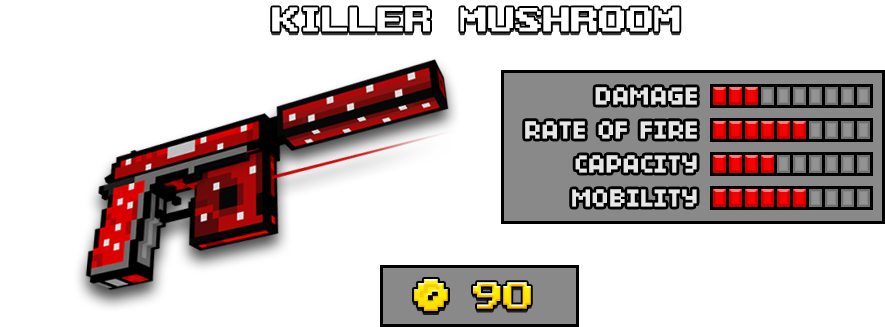 KILLER MUSHROOM
DAMAGE
RATE OF FIRE
CAPACITY
MOBILITY
90